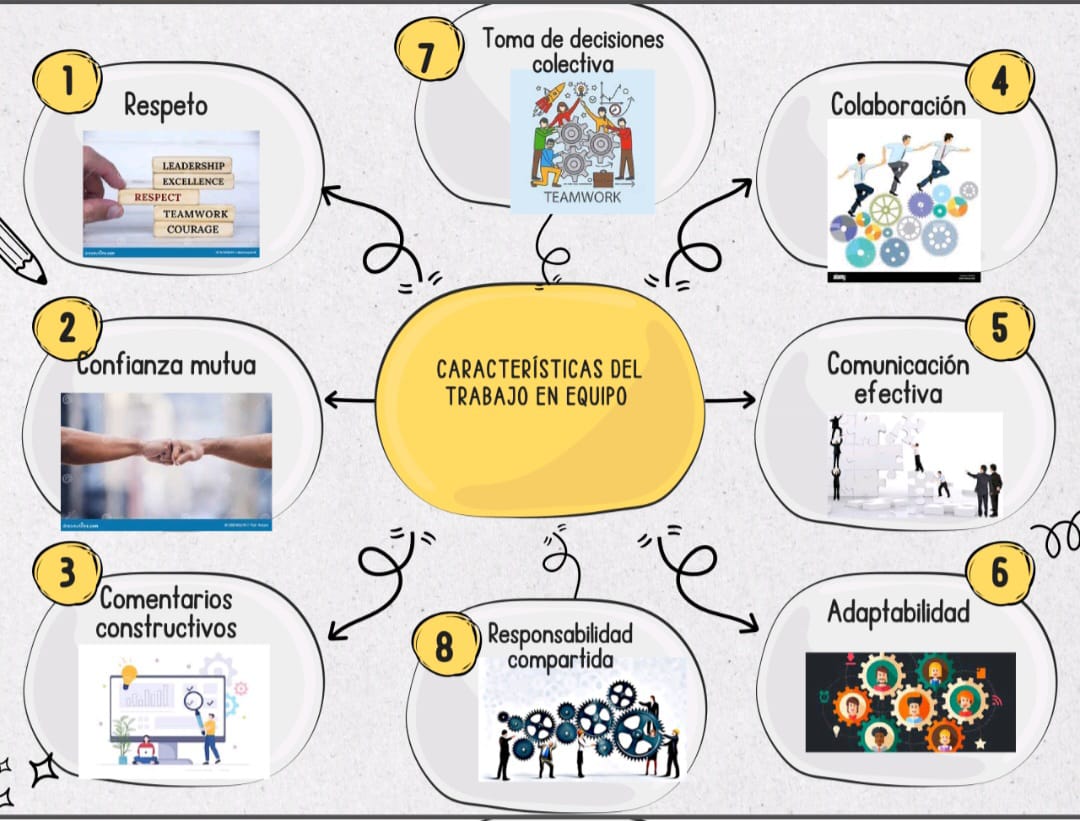 1
Respeto
LEADERSHIP
EXCELLENCE
RESPECT
TEAMWORK
COURAGE
2
Confianza mutua
3
Comentarios
constructivos
7
Toma de decisiones
colectiva
TEAMWORK
CARACTERÍSTICAS DEL
TRABAJO EN EQUIPO
8
Responsabilidad
compartida
4
Colaboración
5
Comunicación
efectiva
6
Adaptabilidad